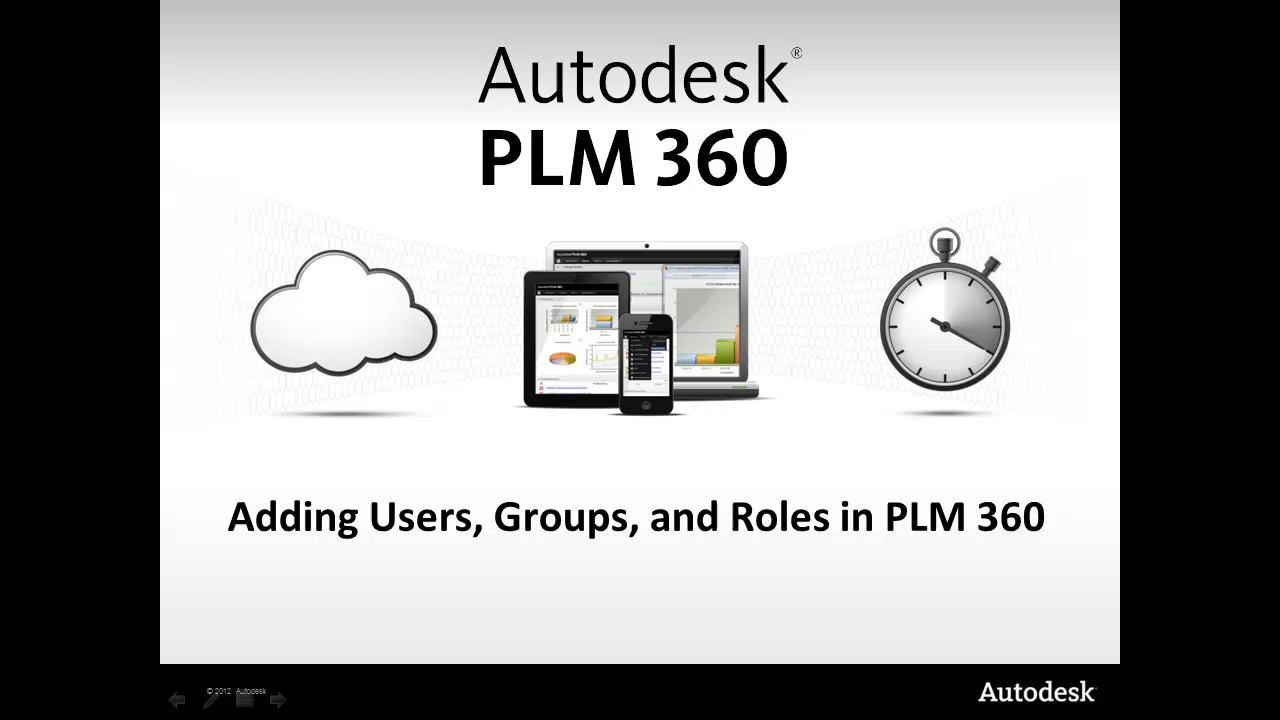 Autodesk®
PLM 360
Adding Users, Groups, and Roles in PLM 360
© 2012 Autodesk
Autodesk